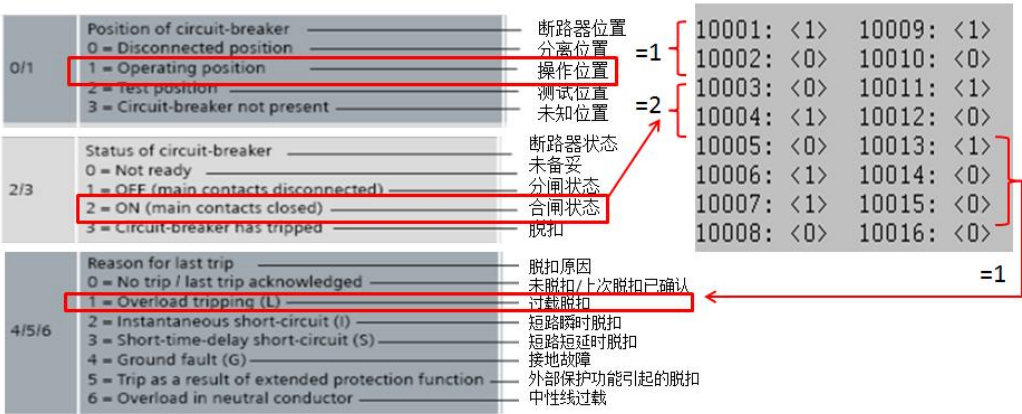 0/1
Position of circuit-breaker 断路器位置
0 = Disconnected position 分离位置
1 = Operating position 操作位置
2 = Test position 测试位置
3 = Circuit-breaker not present 未知位置
2/3
Status of circuit-breaker 断路器状态
0 = Not ready 未备妥
1 = OFF (main contacts disconnected) 分闸状态
2 = ON (main contacts closed) 合闸状态
3 = Circuit-breaker has tripped 脱扣
4/5/6
Reason for last trip 脱扣原因
0 = No trip / last trip acknowledged 未脱扣/上次脱扣已确认
1 = Overload tripping (L) 过载脱扣
2 = Instantaneous short-circuit (I) 短路瞬时脱扣
3 = Short-time-delay short-circuit (S) 短路短延时脱扣
4 = Ground fault (G) 接地故障
5 = Trip as a result of extended protection function 外部保护功能引起的脱扣
6 = Overload in neutral conductor 中性线过载
=1
=2
10001: <1> 10009: <1>
10002: <0> 10010: <0>
10003: <0> 10011: <1>
10004: <1> 10012: <0>
10005: <0> 10013: <1>
10006: <1> 10014: <0>
10007: <1> 10015: <0>
10008: <0> 10016: <0>
=1